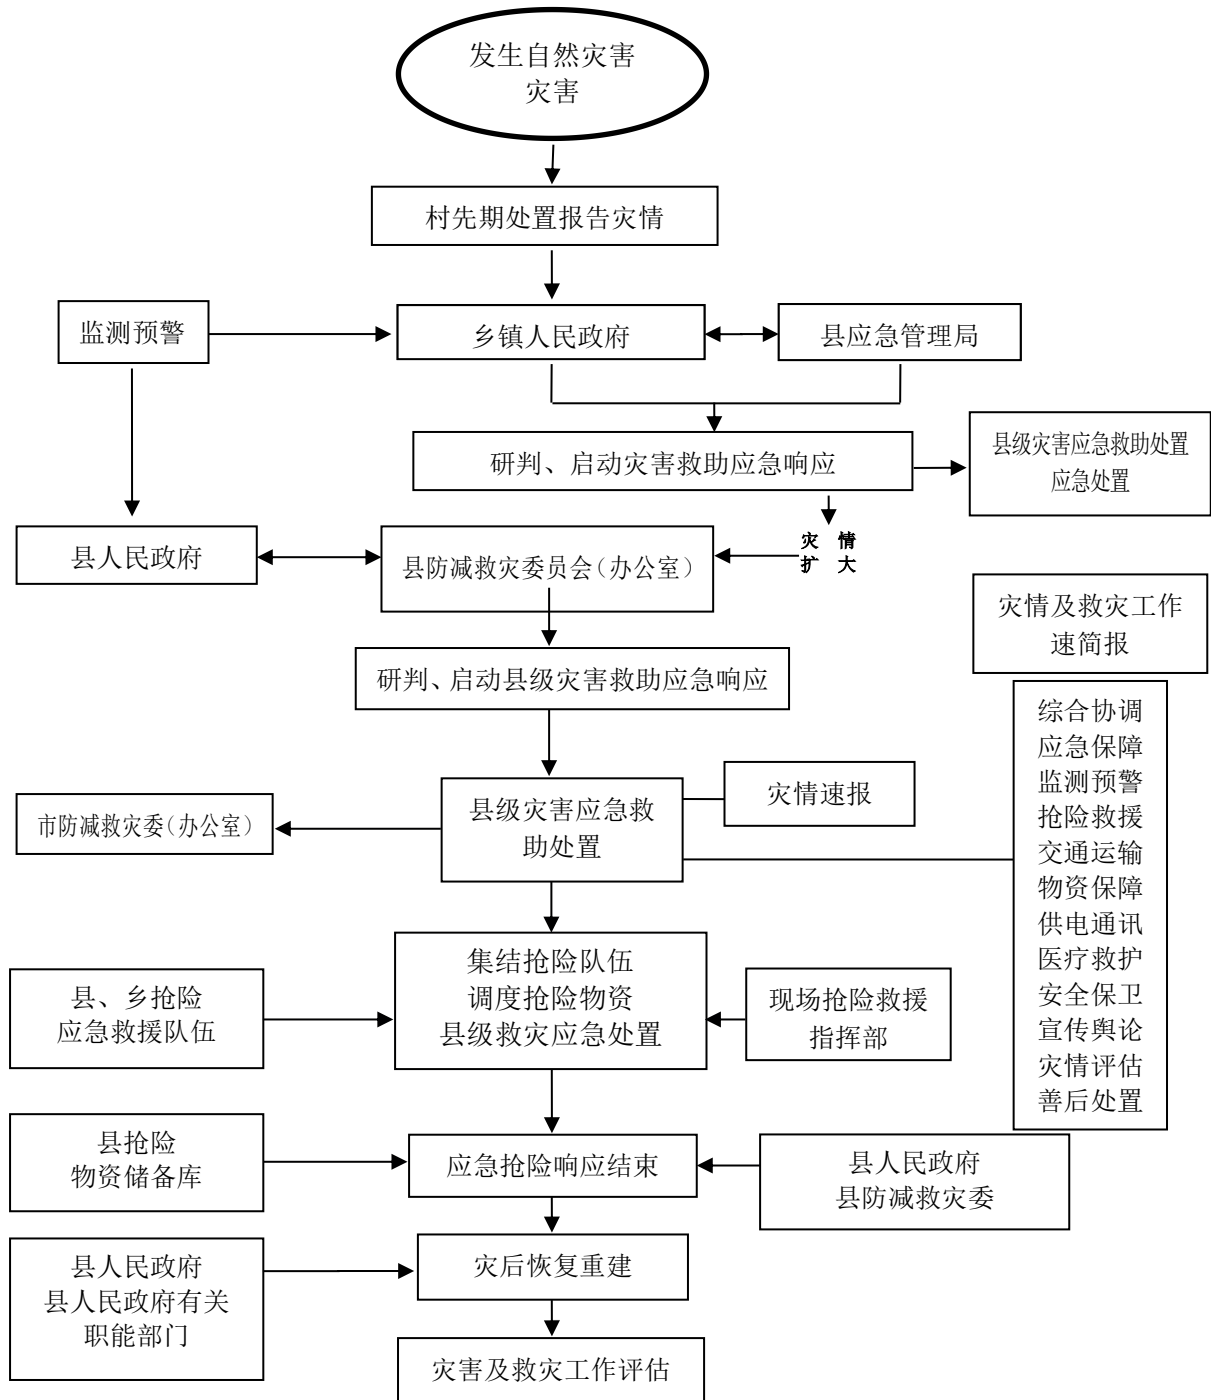 发生自然灾害
灾害
村先期处置报告灾情
监测预警
乡镇人民政府
县应急管理局
研判、启动灾害救助应急响应
县级灾害应急救助处置
应急处置
灾 情
扩 大
县人民政府
县防减救灾委员会（办公室）
灾情及救灾工作
速简报
研判、启动县级灾害救助应急响应
综合协调
应急保障
监测预警
抢险救援
交通运输
物资保障
供电通讯
医疗救护
安全保卫
宣传舆论
灾情评估
善后处置
灾情速报
县级灾害应急救
助处置
市防减救灾委（办公室）
集结抢险队伍
调度抢险物资
县级救灾应急处置
县、乡抢险
应急救援队伍
现场抢险救援
指挥部
县抢险
物资储备库
应急抢险响应结束
县人民政府
县防减救灾委
县人民政府
县人民政府有关
职能部门
灾后恢复重建
灾害及救灾工作评估